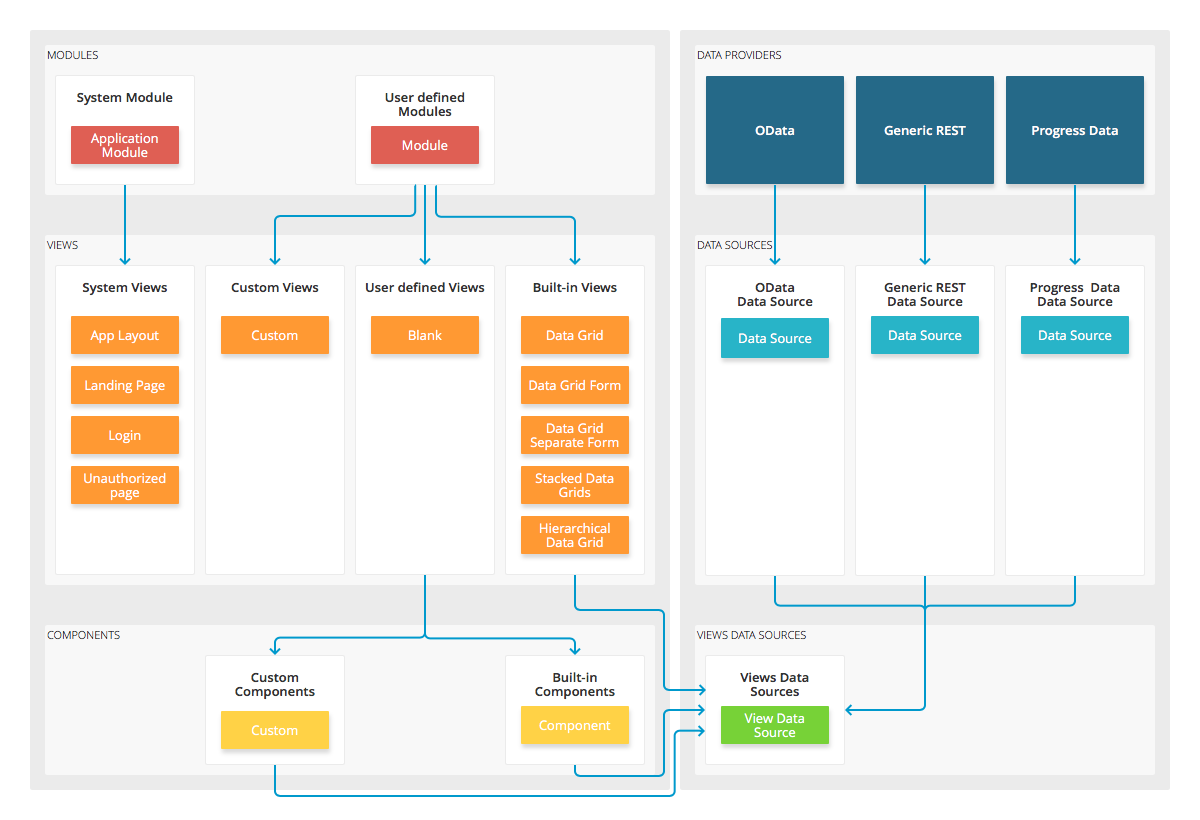 MODULES
System Module
Application
Module
User defined
Modules
Module
VIEWS
System Views
App Layout
Landing Page
Login
Unauthorized
page
Custom Views
Custom
User defined Views
Blank
Built-in Views
Data Grid
Data Grid Form
Data Grid
Separate Form
Stacked Data
Grids
Hierarchical
Data Grid
COMPONENTS
Custom
Components
Custom
Built-in
Components
Component
DATA PROVIDERS
OData
Generic REST
Progress Data
DATA SOURCES
OData
Data Source
Data Source
Generic REST
Data Source
Data Source
Progress  Data
Data Source
Data Source
VIEWS DATA SOURCES
Views Data
Sources
View Data
Source